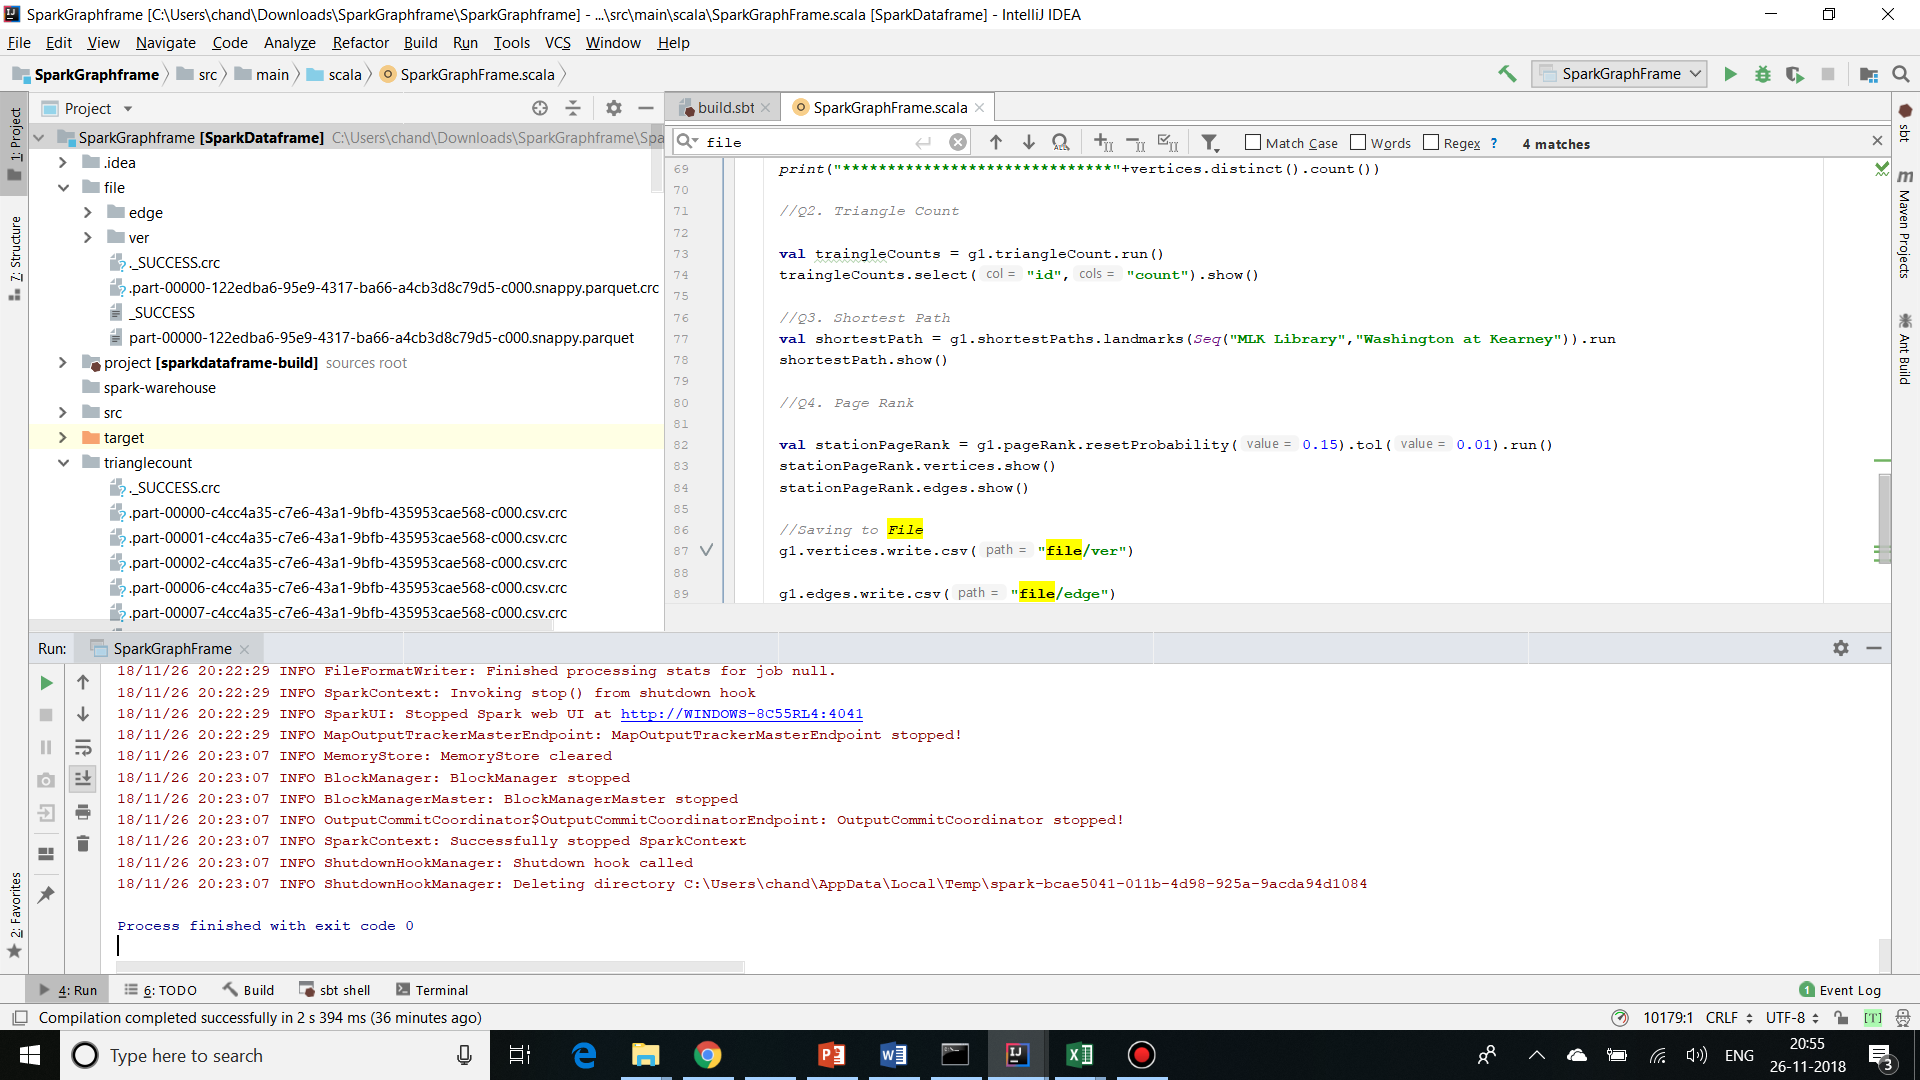 SparkGraphframe [C:\Users\chand\Downloads\SparkGraphframe\SparkGraphframe] - ...\src\main\scala\SparkGraphFrame.scala [SparkDataframe] - IntelliJ IDEA
File Edit View Navigate Code Analyze Refactor Build Run Tools VCS Window Help
SparkGraphframe src main scala SparkGraphFrame.scala
SparkGraphFrame
Project
build.sbt
SparkGraphFrame.scala
file
Match Case Words Regex ? 4 matches
1: Project
7: Structure
2: Favorites
SparkGraphframe [SparkDataframe] C:\Users\chand\Downloads\SparkGraphframe\Spa
.idea
file
edge
ver
._SUCCESS.crc
.part-00000-122edba6-95e9-4317-ba66-a4cb3d8c79d5-c000.snappy.parquet.crc
_SUCCESS
part-00000-122edba6-95e9-4317-ba66-a4cb3d8c79d5-c000.snappy.parquet
project [sparkdataframe-build] sources root
spark-warehouse
src
target
trianglecount
._SUCCESS.crc
.part-00000-c4cc4a35-c7e6-43a1-9bfb-435953cae568-c000.csv.crc
.part-00001-c4cc4a35-c7e6-43a1-9bfb-435953cae568-c000.csv.crc
.part-00002-c4cc4a35-c7e6-43a1-9bfb-435953cae568-c000.csv.crc
.part-00006-c4cc4a35-c7e6-43a1-9bfb-435953cae568-c000.csv.crc
.part-00007-c4cc4a35-c7e6-43a1-9bfb-435953cae568-c000.csv.crc
69 print("******************************"+vertices.distinct().count())
70
71 //Q2. Triangle Count
72
73 val traingleCounts = g1.triangleCount.run()
74 traingleCounts.select( col = "id", cols = "count").show()
75
76 //Q3. Shortest Path
77 val shortestPath = g1.shortestPaths.landmarks(Seq("MLK Library","Washington at Kearney")).run
78 shortestPath.show()
79
80 //Q4. Page Rank
81
82 val stationPageRank = g1.pageRank.resetProbability( value = 0.15).tol( value = 0.01).run()
83 stationPageRank.vertices.show()
84 stationPageRank.edges.show()
85
86 //Saving to File
87 g1.vertices.write.csv( path = "file/ver")
88
89 g1.edges.write.csv( path = "file/edge")
sbt
m Maven Projects
Ant Build
Run: SparkGraphFrame
18/11/26 20:22:29 INFO FileFormatWriter: Finished processing stats for job null.
18/11/26 20:22:29 INFO SparkContext: Invoking stop() from shutdown hook
18/11/26 20:22:29 INFO SparkUI: Stopped Spark web UI at http://WINDOWS-8C55RL4:4041
18/11/26 20:22:29 INFO MapOutputTrackerMasterEndpoint: MapOutputTrackerMasterEndpoint stopped!
18/11/26 20:23:07 INFO MemoryStore: MemoryStore cleared
18/11/26 20:23:07 INFO BlockManager: BlockManager stopped
18/11/26 20:23:07 INFO BlockManagerMaster: BlockManagerMaster stopped
18/11/26 20:23:07 INFO OutputCommitCoordinator$OutputCommitCoordinatorEndpoint: OutputCommitCoordinator stopped!
18/11/26 20:23:07 INFO SparkContext: Successfully stopped SparkContext
18/11/26 20:23:07 INFO ShutdownHookManager: Shutdown hook called
18/11/26 20:23:07 INFO ShutdownHookManager: Deleting directory C:\Users\chand\AppData\Local\Temp\spark-bcae5041-011b-4d98-925a-9acda94d1084
Process finished with exit code 0
4: Run 6: TODO Build sbt shell Terminal 1 Event Log
Compilation completed successfully in 2 s 394 ms (36 minutes ago) 10179:1 CRLF UTF-8 [T]
Type here to search
ENG
20:55
26-11-2018
3